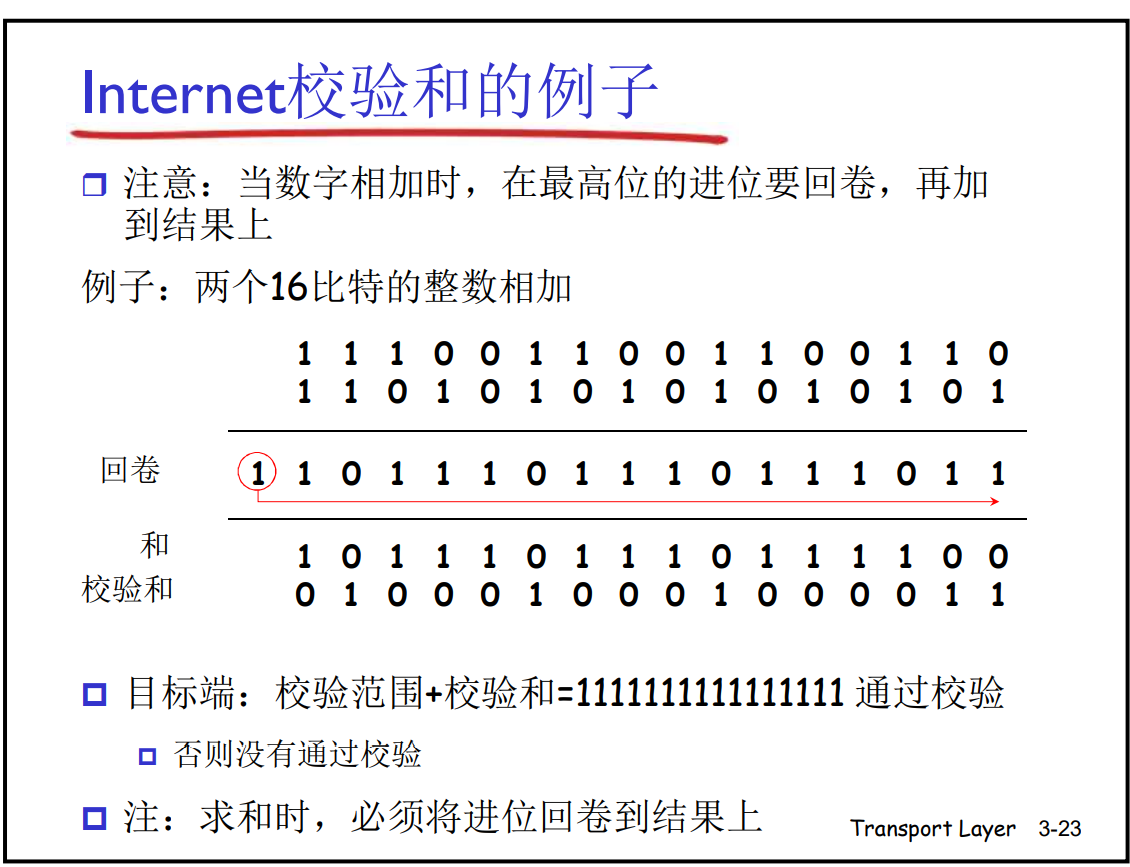 Internet校验和的例子
注意：当数字相加时，在最高位的进位要回卷，再加
到结果上
例子：两个16比特的整数相加
1 1 1 0 0 1 1 0 0 1 1 0 0 1 1 0
1 1 0 1 0 1 0 1 0 1 0 1 0 1 0 1
回卷 1 1 0 1 1 1 0 1 1 1 0 1 1 1 0 1 1
和 1 0 1 1 1 0 1 1 1 0 1 1 1 1 0 0
校验和 0 1 0 0 0 1 0 0 0 1 0 0 0 0 1 1
目标端：校验范围+校验和=1111111111111111 通过校验
否则没有通过校验
注：求和时，必须将进位回卷到结果上
Transport Layer 3-23